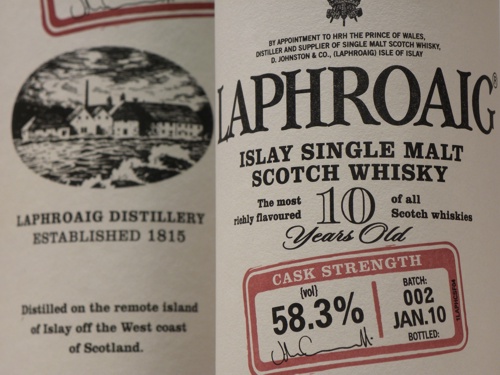 LAPHROAIG DISTILLERY
ESTABLISHED 1815
Distilled on the remote island
of Islay off the West coast
of Scotland.
BY APPOINTMENT TO HRH THE PRINCE OF WALES,
DISTILLER AND SUPPLIER OF SINGLE MALT SCOTCH WHISKY,
D. JOHNSTON & CO., (LAPHROAIG) ISLE OF ISLAY
LAPHROAIG®
ISLAY SINGLE MALT
SCOTCH WHISKY
The most richly flavoured 10 of all Scotch whiskies
Years Old
CASK STRENGTH
(vol)
58.3%
BATCH:
002
JAN.10
BOTTLED: